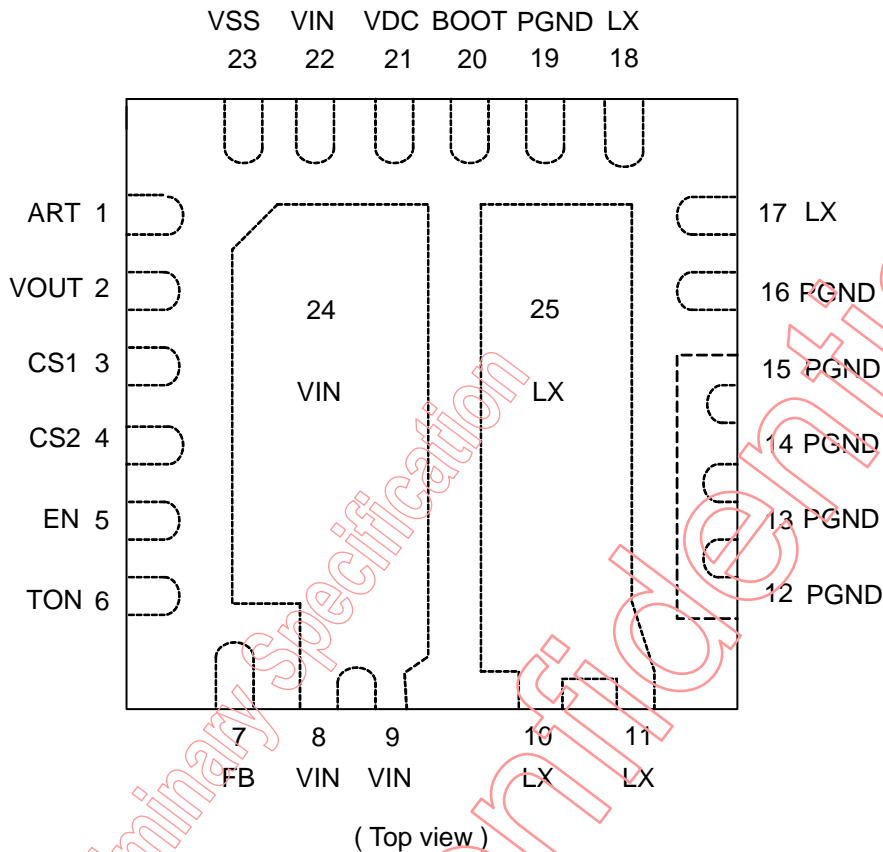 VSS VIN VDC BOOT PGND LX
23 22 21 20 19 18
ART 1
17 LX
VOUT 2
16 PGND
24
25
CS1 3
15 PGND
VIN
LX
CS2 4
14 PGND
EN 5
13 PGND
TON 6
12 PGND
7 8 9 10 11
FB VIN VIN LX LX
( Top view )
Specification